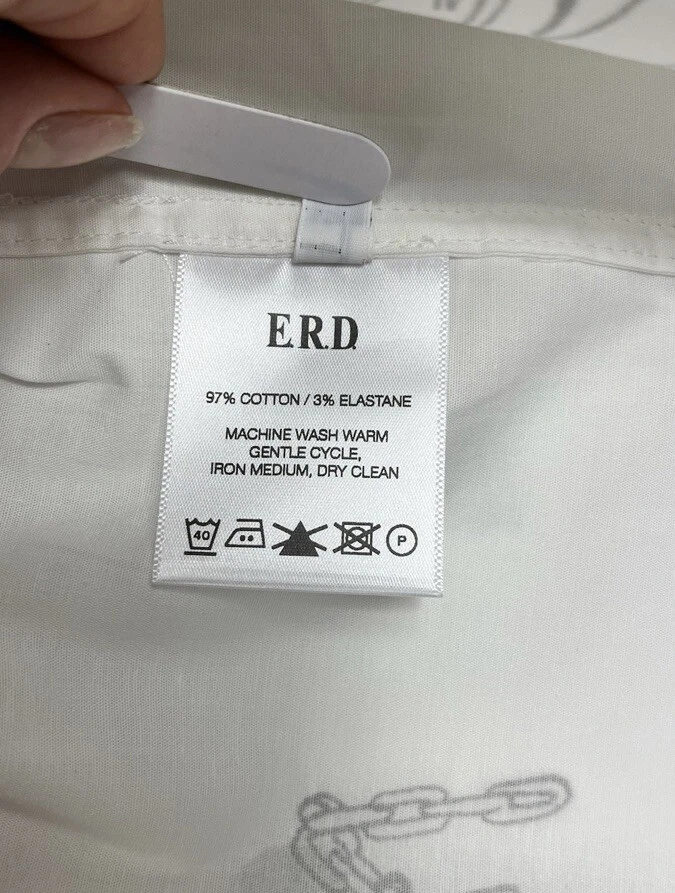 E.R.D.
97% COTTON / 3% ELASTANE
MACHINE WASH WARM
GENTLE CYCLE,
IRON MEDIUM, DRY CLEAN
40 P